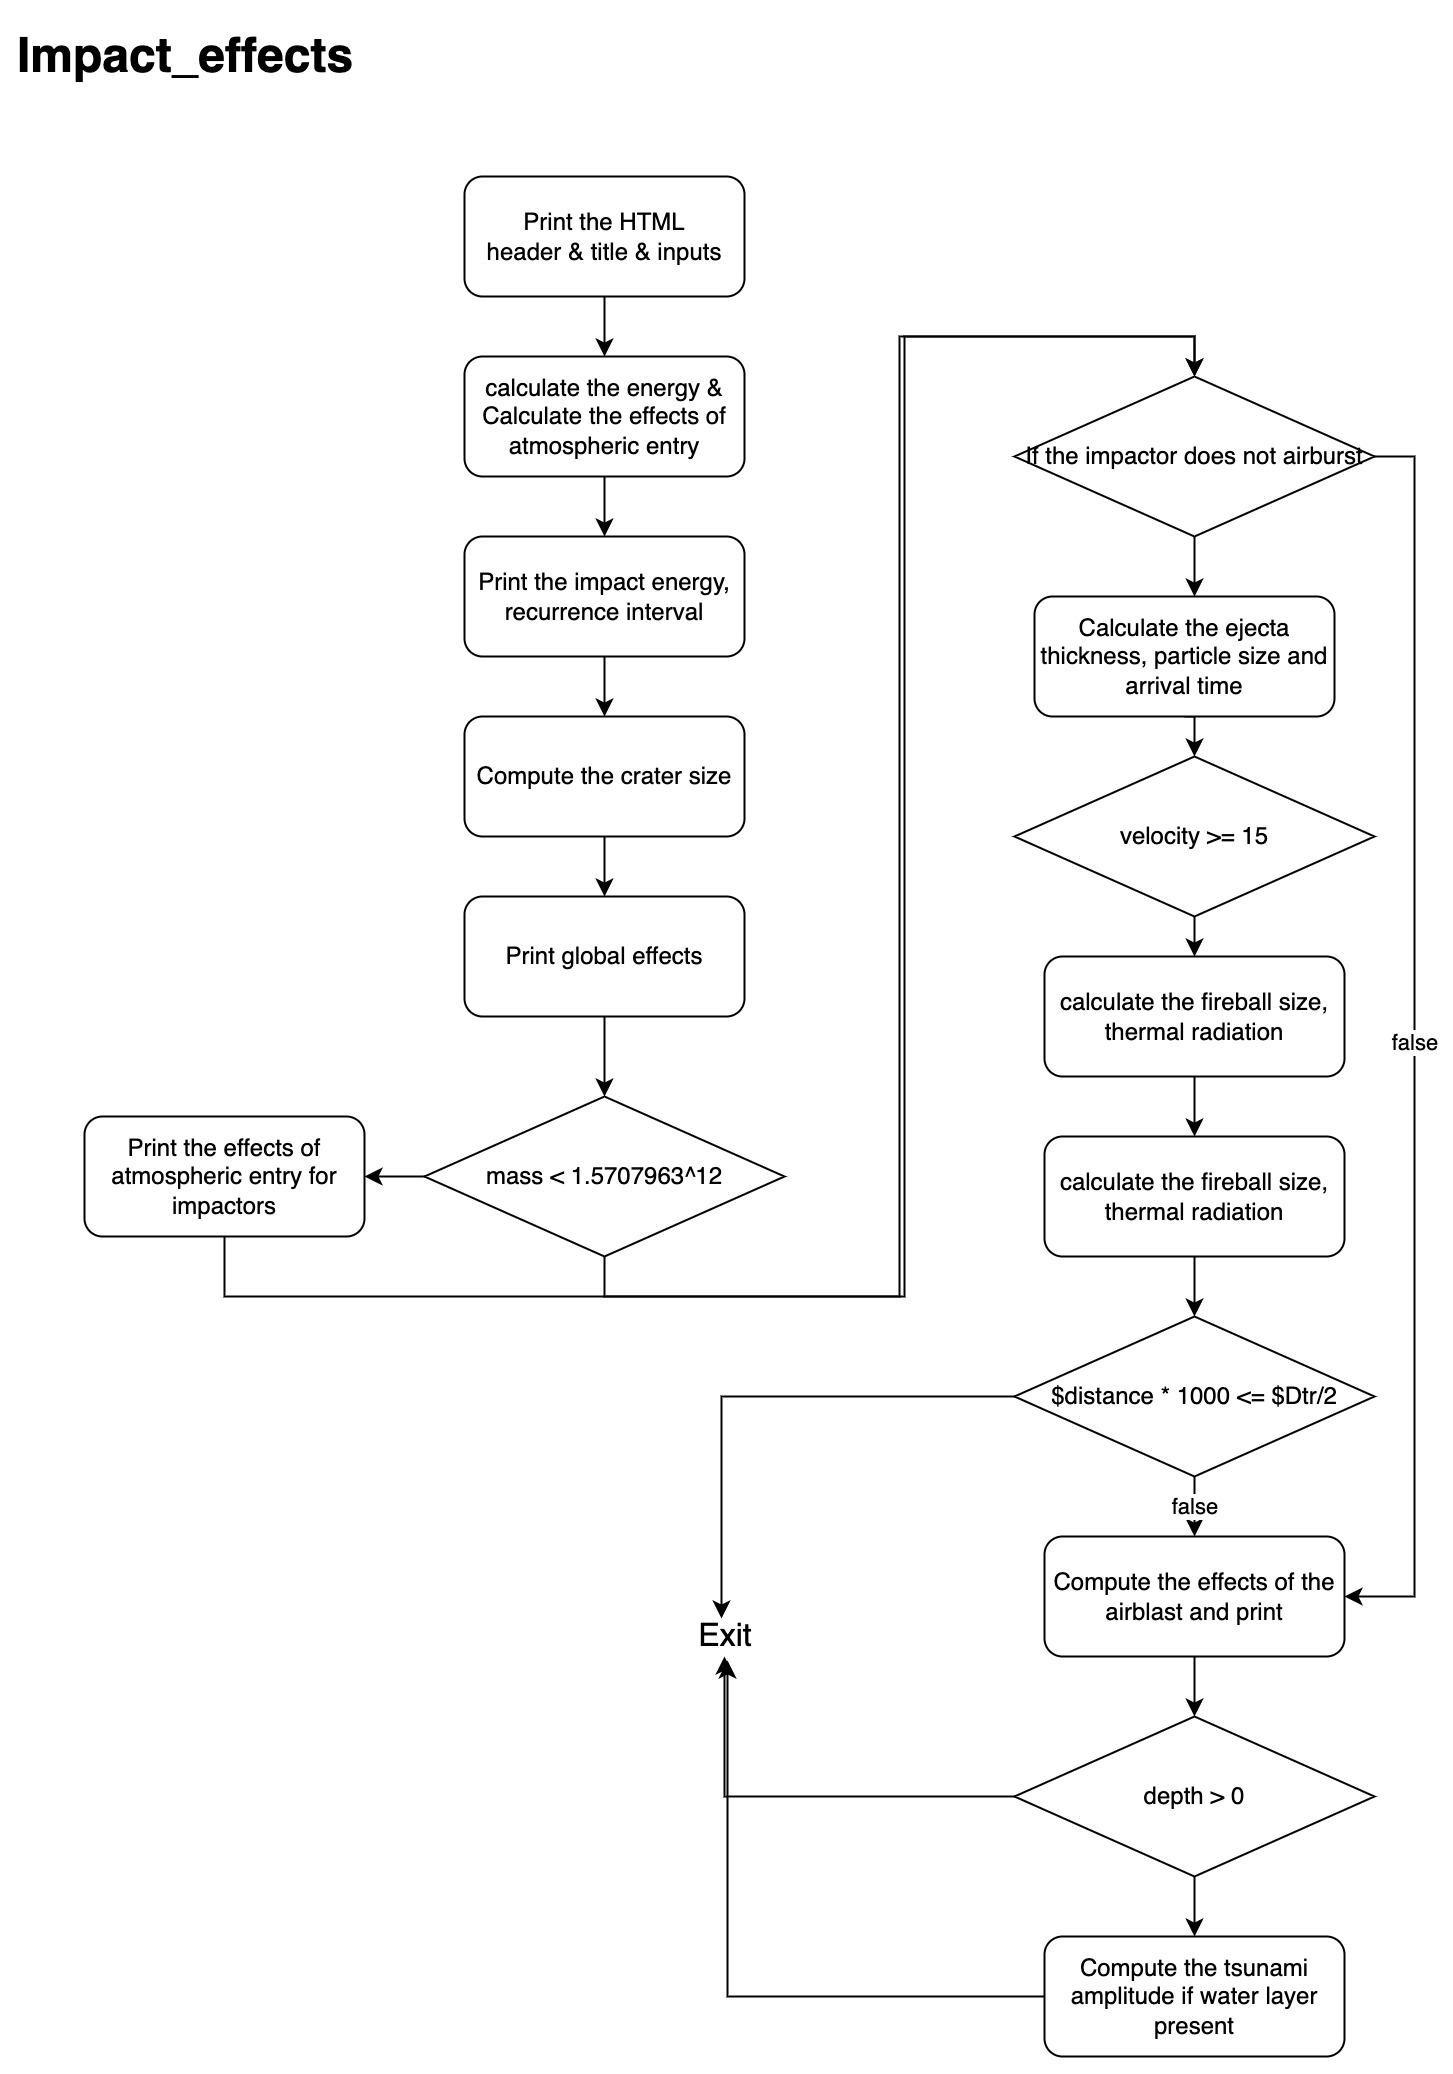 Impact_effects
Print the HTML
header & title & inputs
calculate the energy &
Calculate the effects of
atmospheric entry
Print the impact energy,
recurrence interval
Compute the crater size
Print global effects
mass < 1.5707963^12
Print the effects of
atmospheric entry for
impactors
If the impactor does not airburst
Calculate the ejecta
thickness, particle size and
arrival time
velocity >= 15
calculate the fireball size,
thermal radiation
false
calculate the fireball size,
thermal radiation
$distance * 1000 <= $Dtr/2
false
Compute the effects of the
airblast and print
Exit
depth > 0
Compute the tsunami
amplitude if water layer
present